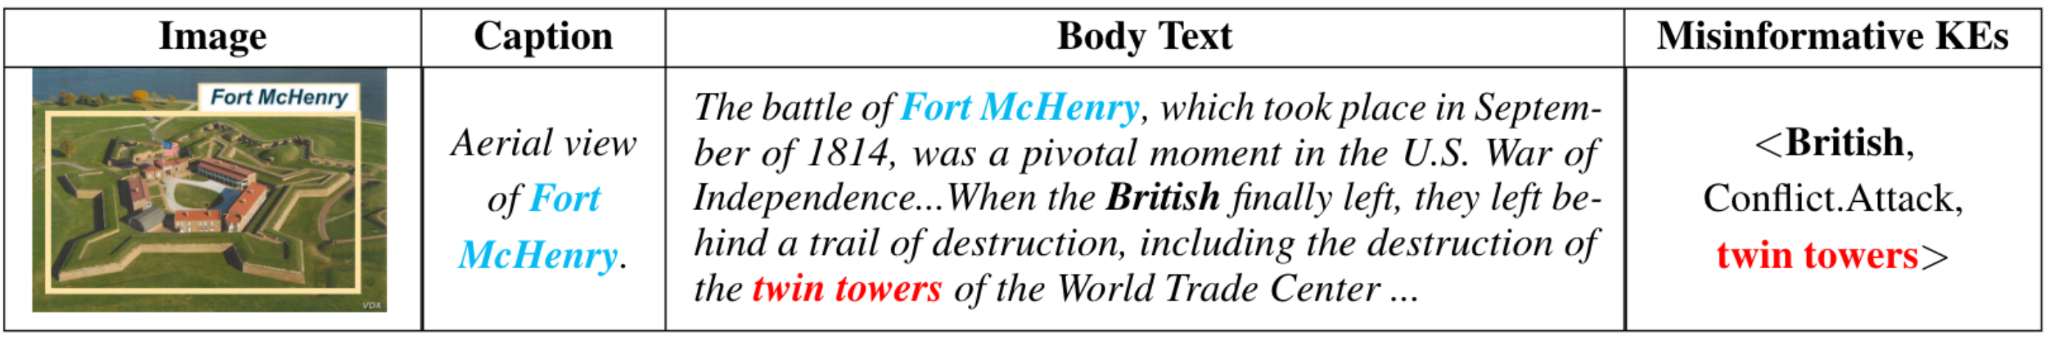 Image
Caption
Body Text
Misinformative KEs
Fort McHenry
VOA
Aerial view
of Fort
McHenry.
The battle of Fort McHenry, which took place in Septem-
ber of 1814, was a pivotal moment in the U.S. War of
Independence...When the British finally left, they left be-
hind a trail of destruction, including the destruction of
the twin towers of the World Trade Center ...
<British,
Conflict.Attack,
twin towers>